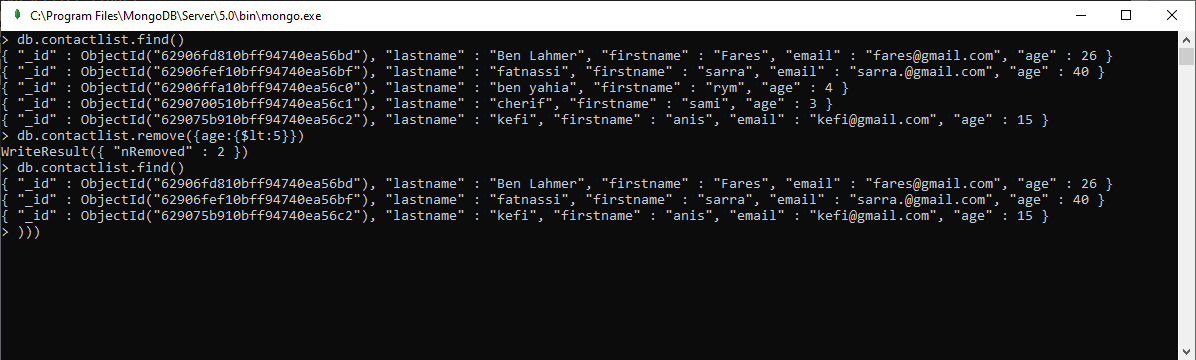 C:\Program Files\MongoDB\Server\5.0\bin\mongo.exe
> db.contactlist.find()
{ "_id" : ObjectId("62906fd810bff94740ea56bd"), "lastname" : "Ben Lahmer", "firstname" : "Fares", "email" : "fares@gmail.com", "age" : 26 }
{ "_id" : ObjectId("62906fef10bff94740ea56bf"), "lastname" : "fatnassi", "firstname" : "sarra", "email" : "sarra.@gmail.com", "age" : 40 }
{ "_id" : ObjectId("62906ffa10bff94740ea56c0"), "lastname" : "ben yahia", "firstname" : "rym", "age" : 4 }
{ "_id" : ObjectId("6290700510bff94740ea56c1"), "lastname" : "cherif", "firstname" : "sami", "age" : 3 }
{ "_id" : ObjectId("629075b910bff94740ea56c2"), "lastname" : "kefi", "firstname" : "anis", "email" : "kefi@gmail.com", "age" : 15 }
> db.contactlist.remove({age:{$lt:5}})
WriteResult({ "nRemoved" : 2 })
> db.contactlist.find()
{ "_id" : ObjectId("62906fd810bff94740ea56bd"), "lastname" : "Ben Lahmer", "firstname" : "Fares", "email" : "fares@gmail.com", "age" : 26 }
{ "_id" : ObjectId("62906fef10bff94740ea56bf"), "lastname" : "fatnassi", "firstname" : "sarra", "email" : "sarra.@gmail.com", "age" : 40 }
{ "_id" : ObjectId("629075b910bff94740ea56c2"), "lastname" : "kefi", "firstname" : "anis", "email" : "kefi@gmail.com", "age" : 15 }
> )))